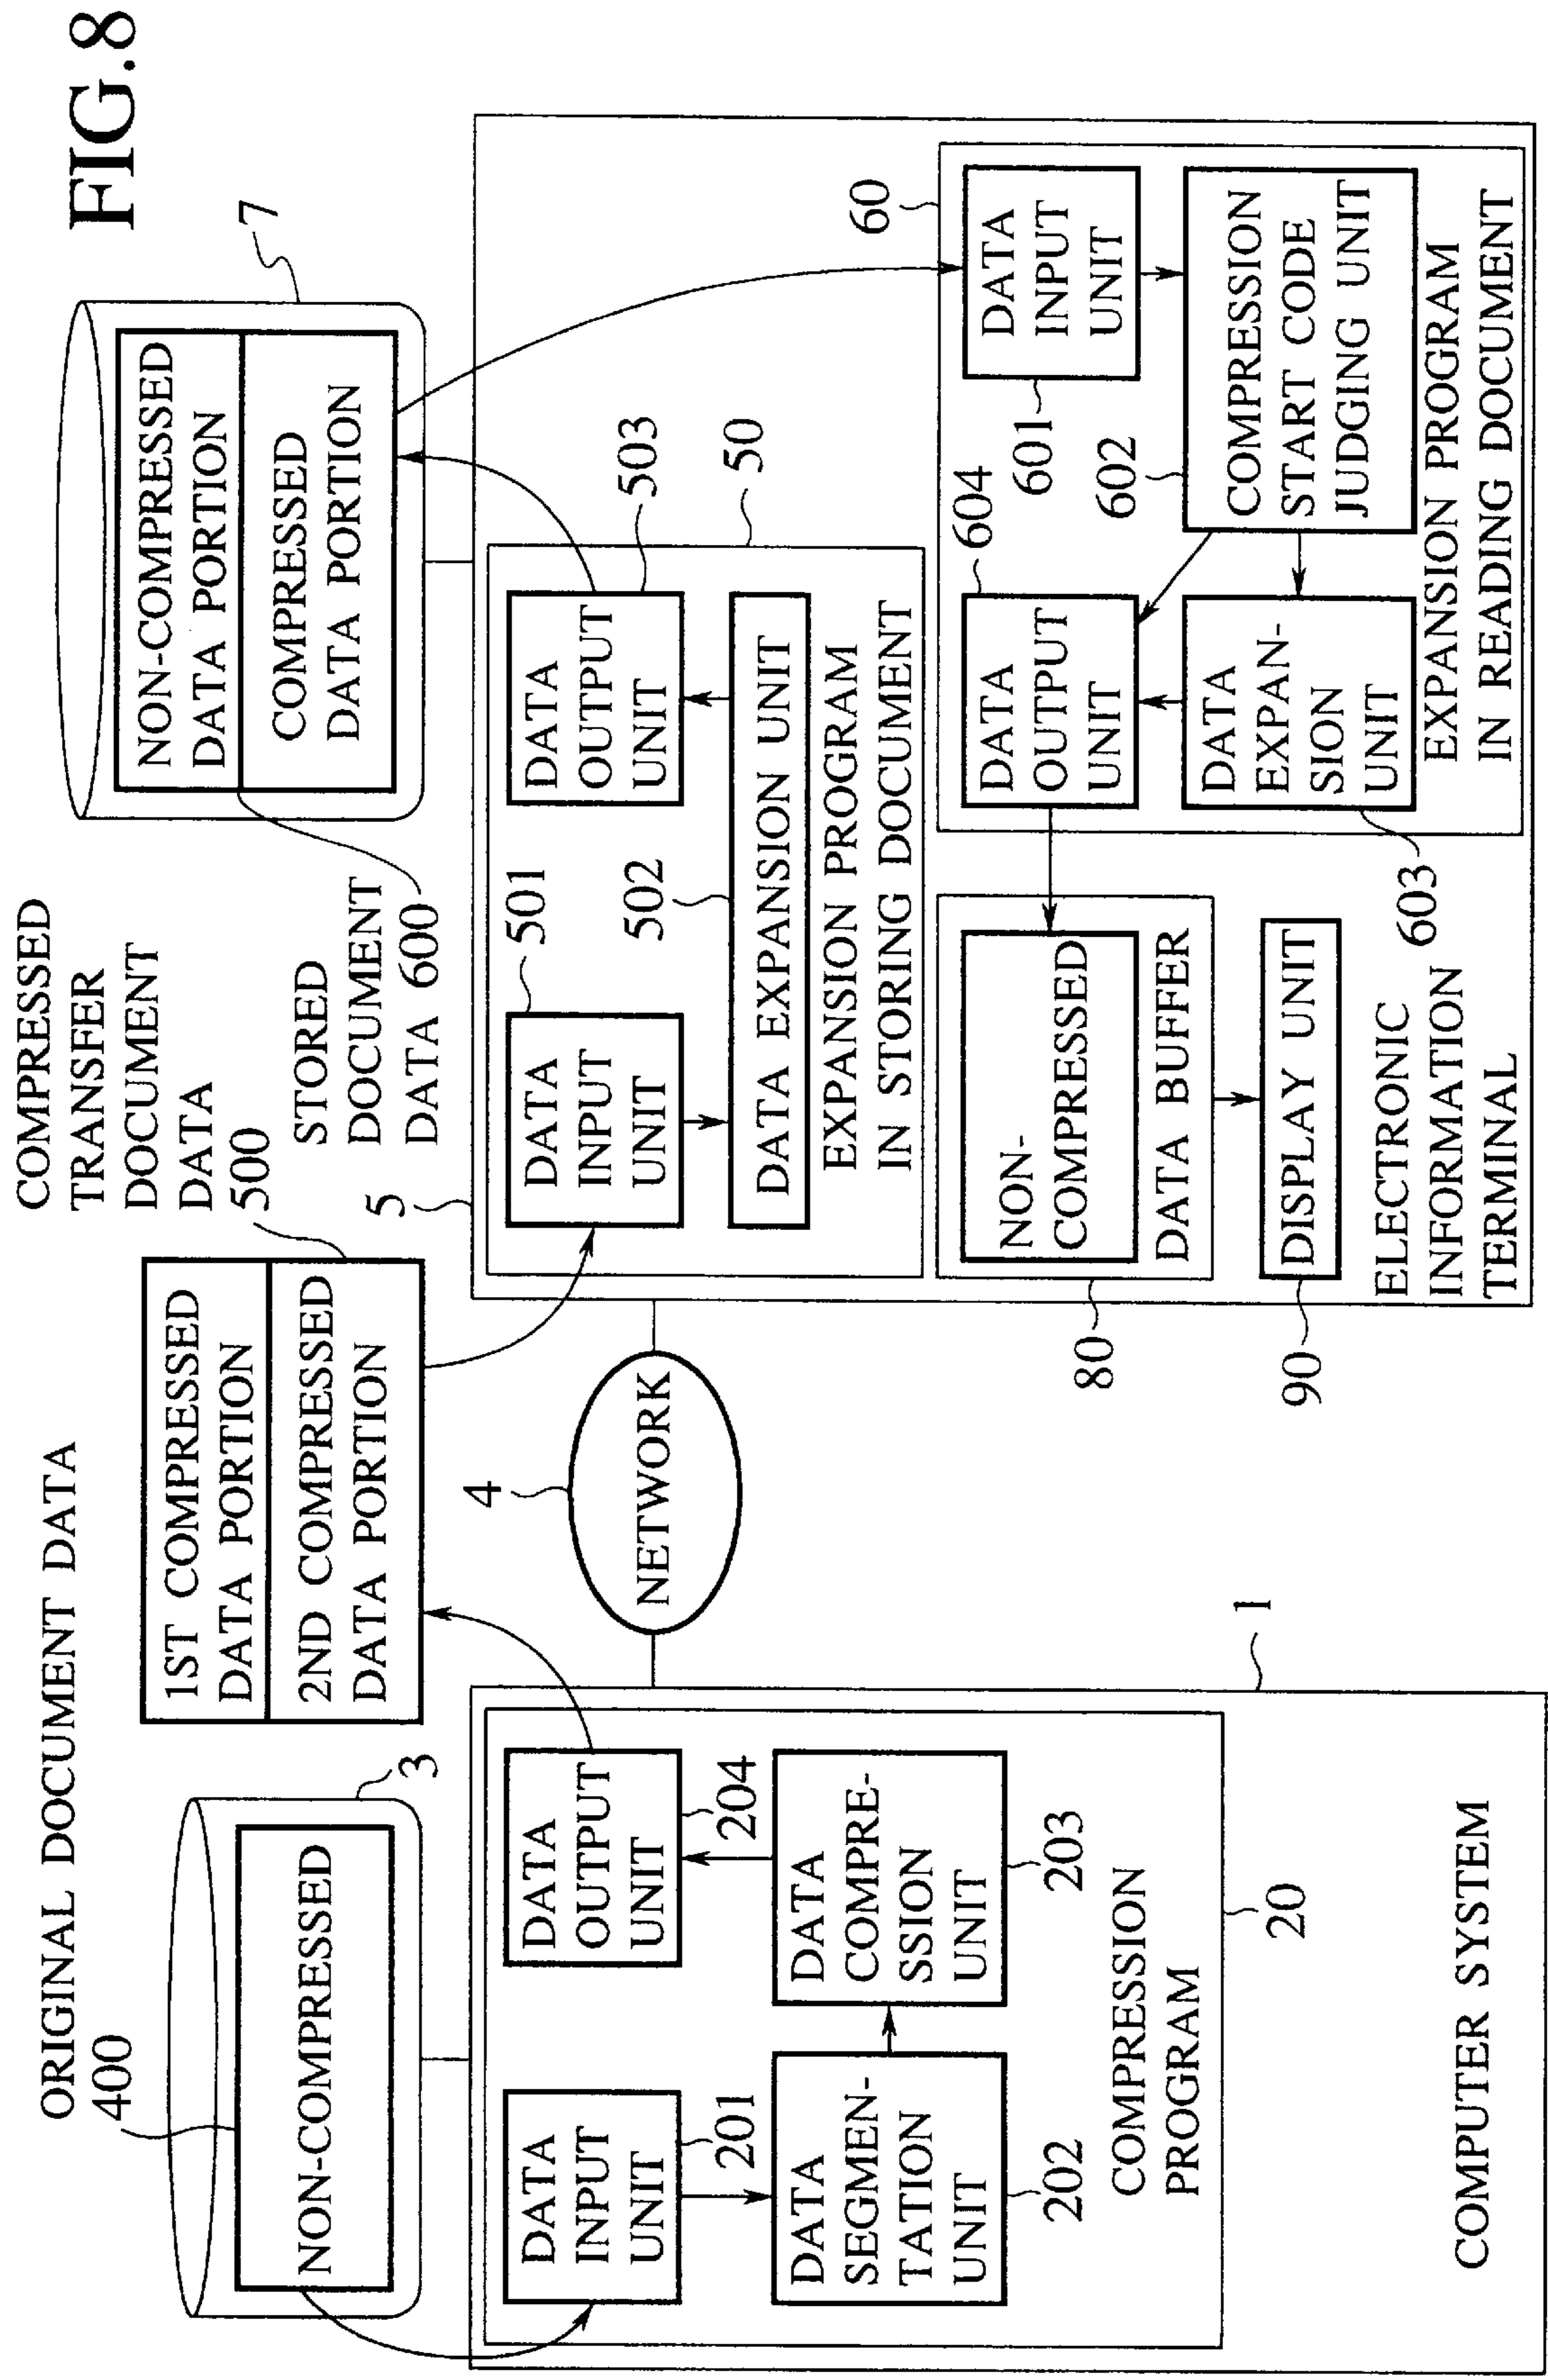 FIG.8
ORIGINAL DOCUMENT DATA
400
NON-COMPRESSED
3
DATA
INPUT
UNIT
201
DATA
SEGMEN-
TATION
UNIT
202
DATA
COMPRE-
SSION
UNIT
203
DATA
OUTPUT
UNIT
204
COMPRESSION
PROGRAM
20
COMPUTER SYSTEM
1
COMPRESSED
TRANSFER
DOCUMENT
DATA
500
1ST COMPRESSED
DATA PORTION
2ND COMPRESSED
DATA PORTION
4
NETWORK
STORED
DOCUMENT
DATA 600
NON-COMPRESSED
DATA PORTION
COMPRESSED
DATA PORTION
7
5
DATA
INPUT
UNIT
501
502
DATA EXPANSION UNIT
DATA
OUTPUT
UNIT
503
50
EXPANSION PROGRAM
IN STORING DOCUMENT
60
DATA
INPUT
UNIT
601
602
COMPRESSION
START CODE
JUDGING UNIT
604
DATA
OUTPUT
UNIT
DATA
EXPAN-
SION
UNIT
603
EXPANSION PROGRAM
IN READING DOCUMENT
NON-
COMPRESSED
DATA BUFFER
80
DISPLAY UNIT
90
ELECTRONIC
INFORMATION
TERMINAL